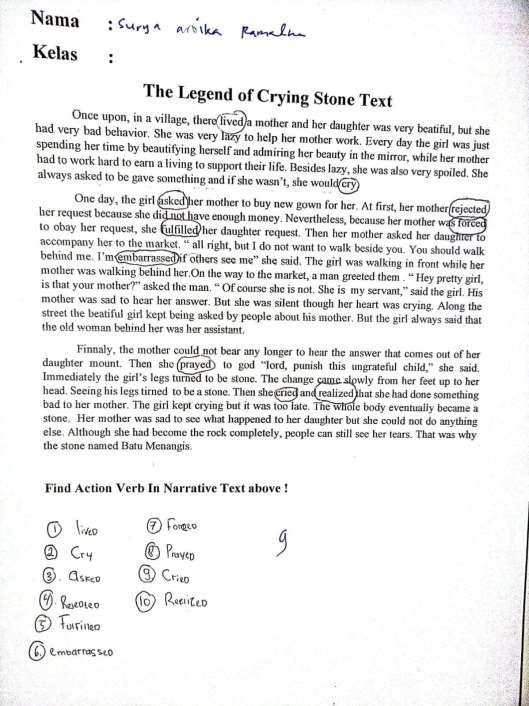 Nama : Surya arbika Ramadha
Kelas :
The Legend of Crying Stone Text
Once upon, in a village, there lived a mother and her daughter was very beatiful, but she
had very bad behavior. She was very lazy to help her mother work. Every day the girl was just
spending her time by beautifying herself and admiring her beauty in the mirror, while her mother
had to work hard to earn a living to support their life. Besides lazy, she was also very spoiled. She
always asked to be gave something and if she wasn't, she would cry.
One day, the girl asked her mother to buy new gown for her. At first, her mother rejected
her request because she did not have enough money. Nevertheless, because her mother was forced
to obay her request, she fulfilled her daughter request. Then her mother asked her daughter to
accompany her to the market. “ all right, but I do not want to walk beside you. You should walk
behind me. I'm embarrassed if others see me” she said. The girl was walking in front while her
mother was walking behind her.On the way to the market, a man greeted them . “ Hey pretty girl,
is that your mother?” asked the man. “ Of course she is not. She is my servant,” said the girl. His
mother was sad to hear her answer. But she was silent though her heart was crying. Along the
street the beatiful girl kept being asked by people about his mother. But the girl always said that
the old woman behind her was her assistant.
Finnaly, the mother could not bear any longer to hear the answer that comes out of her
daughter mount. Then she prayed to god “lord, punish this ungrateful child,” she said.
Immediately the girl's legs turned to be stone. The change came slowly from her feet up to her
head. Seeing his legs tirned to be a stone. Then she cried and realized that she had done something
bad to her mother. The girl kept crying but it was too late. The whole body eventually became a
stone. Her mother was sad to see what happened to her daughter but she could not do anything
else. Although she had become the rock completely, people can still see her tears. That was why
the stone named Batu Menangis.
Find Action Verb In Narrative Text above !
① lived
② Cry
③. Asked
④. Rejected
⑤ Fulfilled
⑥. embarrassed
⑦ Forced
⑧ Prayed
⑨ Cried
⑩ Reelized
9